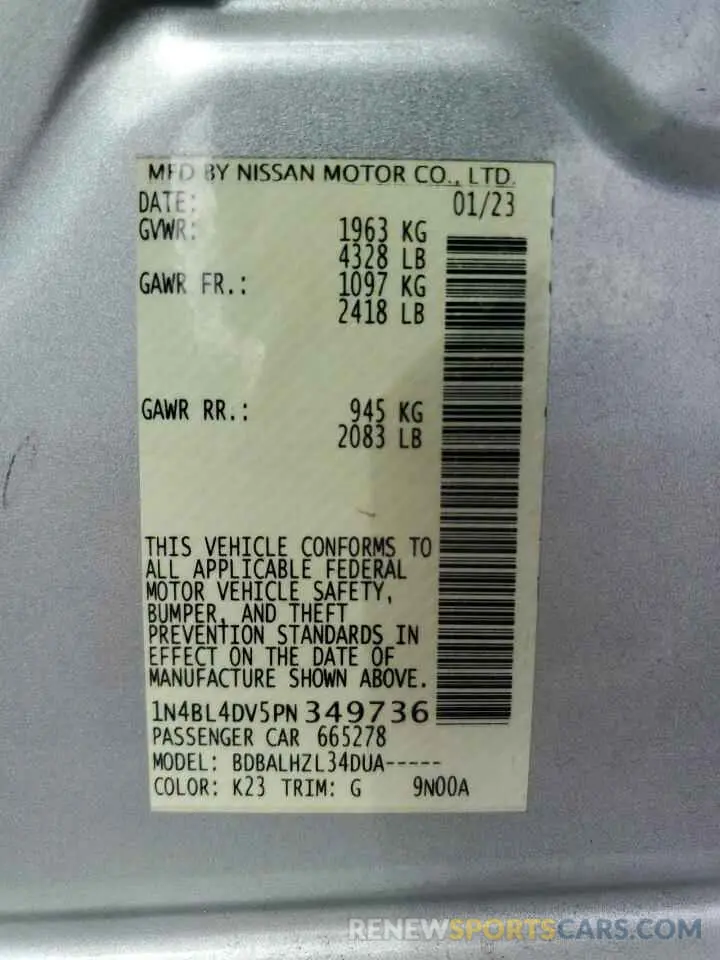 MFD BY NISSAN MOTOR CO., LTD.
DATE: 01/23
GVWR: 1963 KG
4328 LB
GAWR FR.: 1097 KG
2418 LB
GAWR RR.: 945 KG
2083 LB
THIS VEHICLE CONFORMS TO
ALL APPLICABLE FEDERAL
MOTOR VEHICLE SAFETY,
BUMPER, AND THEFT
PREVENTION STANDARDS IN
EFFECT ON THE DATE OF
MANUFACTURE SHOWN ABOVE.
1N4BL4DV5PN 349736
PASSENGER CAR 665278
MODEL: BDBALHZL34DUA-----
COLOR: K23 TRIM: G 9N00A
RENEWSPORTSCARS.COM